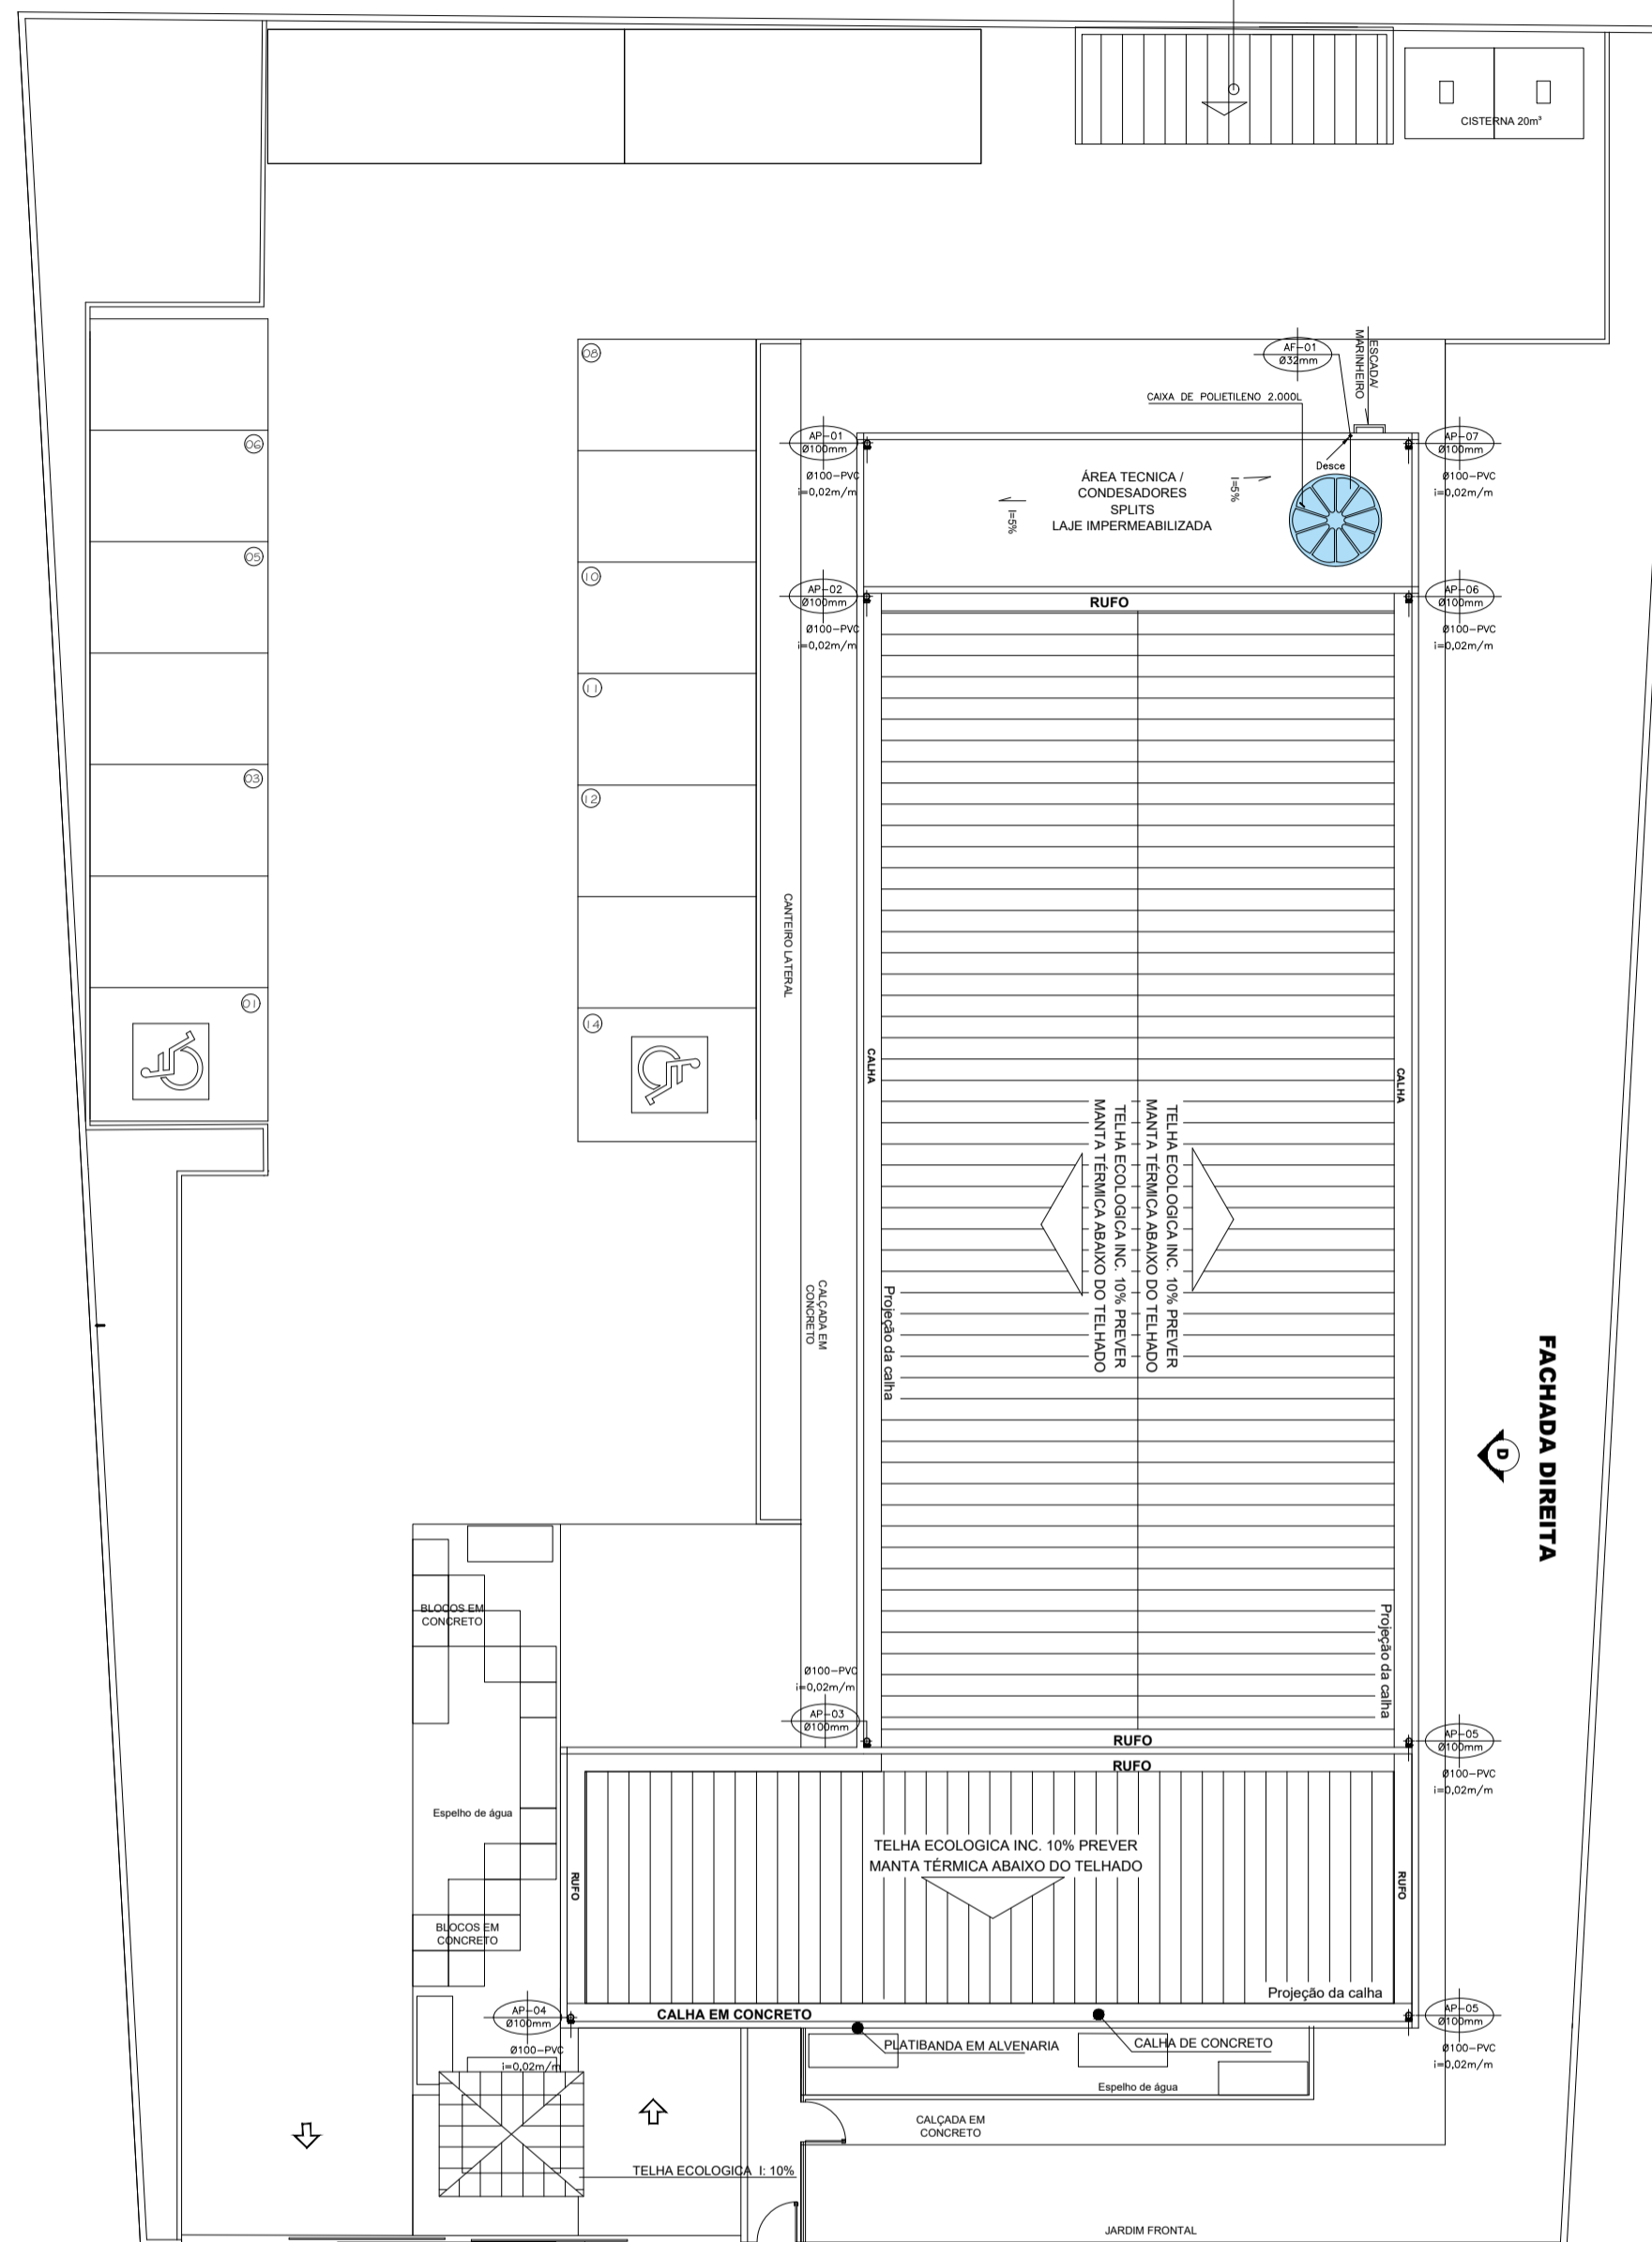 CISTERNA 20m³
08
AF-01
Ø32mm
ESCADA/
MARINHEIRO
CAIXA DE POLIETILENO 2.000L
06
AP-01
Ø100mm
Ø100-PVC
i=0,02m/m
ÁREA TECNICA /
CONDESADORES
SPLITS
LAJE IMPERMEABILIZADA
I=5%
I=5%
Desce
AP-07
Ø100mm
Ø100-PVC
i=0,02m/m
05
10
AP-02
Ø100mm
Ø100-PVC
i=0,02m/m
RUFO
AP-06
Ø100mm
Ø100-PVC
i=0,02m/m
11
03
12
CANTEIRO LATERAL
01
14
CALHA
CALHA
TELHA ECOLOGICA INC. 10% PREVER
MANTA TÉRMICA ABAIXO DO TELHADO
TELHA ECOLOGICA INC. 10% PREVER
MANTA TÉRMICA ABAIXO DO TELHADO
CALÇADA EM
CONCRETO
Projeção da calha
FACHADA DIREITA
D
BLOCOS EM
CONCRETO
Projeção da calha
Ø100-PVC
i=0,02m/m
AP-03
Ø100mm
RUFO
RUFO
AP-05
Ø100mm
Ø100-PVC
i=0,02m/m
Espelho de água
TELHA ECOLOGICA INC. 10% PREVER
MANTA TÉRMICA ABAIXO DO TELHADO
RUFO
RUFO
BLOCOS EM
CONCRETO
Projeção da calha
AP-04
Ø100mm
Ø100-PVC
i=0,02m/m
CALHA EM CONCRETO
AP-05
Ø100mm
Ø100-PVC
i=0,02m/m
PLATIBANDA EM ALVENARIA
CALHA DE CONCRETO
Espelho de água
CALÇADA EM
CONCRETO
TELHA ECOLOGICA I: 10%
JARDIM FRONTAL